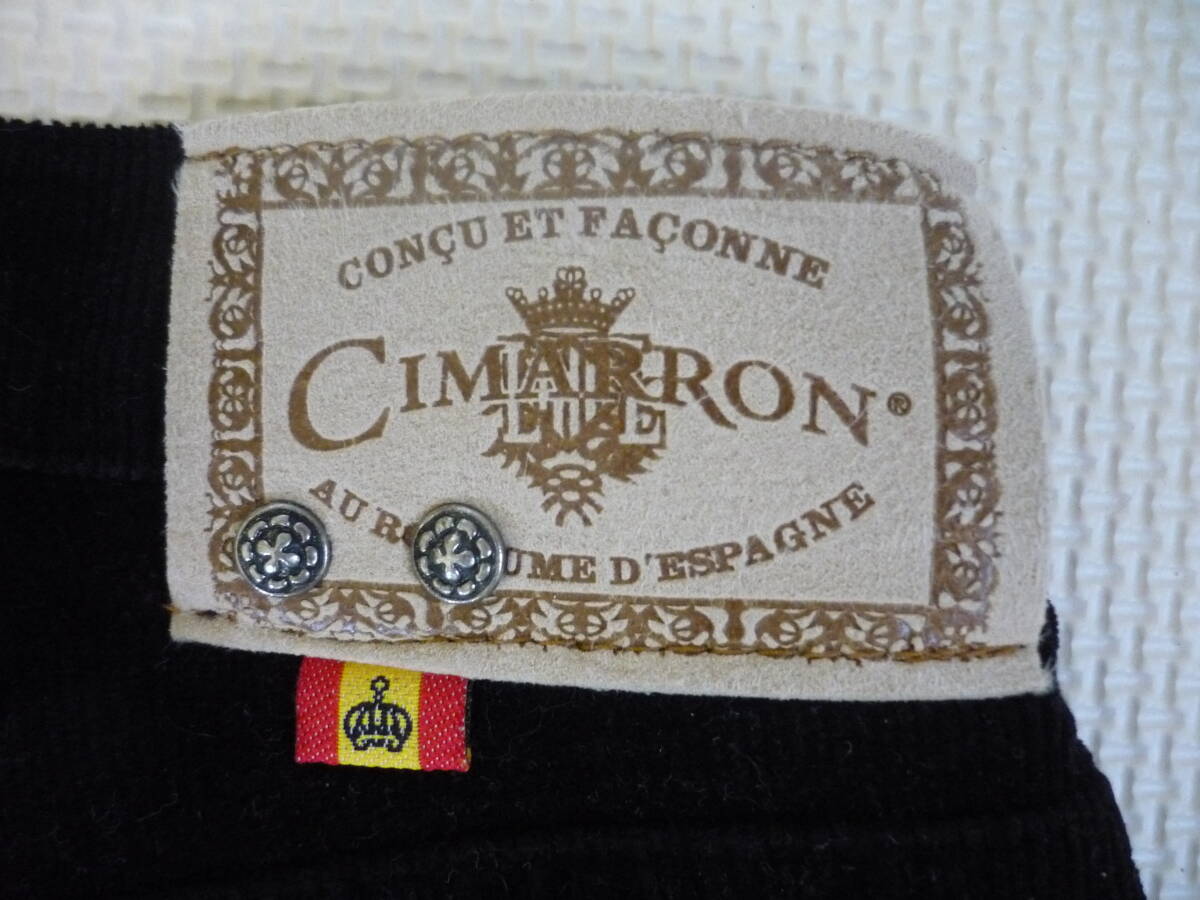 CONÇU ET FAÇONNE
CIMARRON®
AU D'ESPAGNE